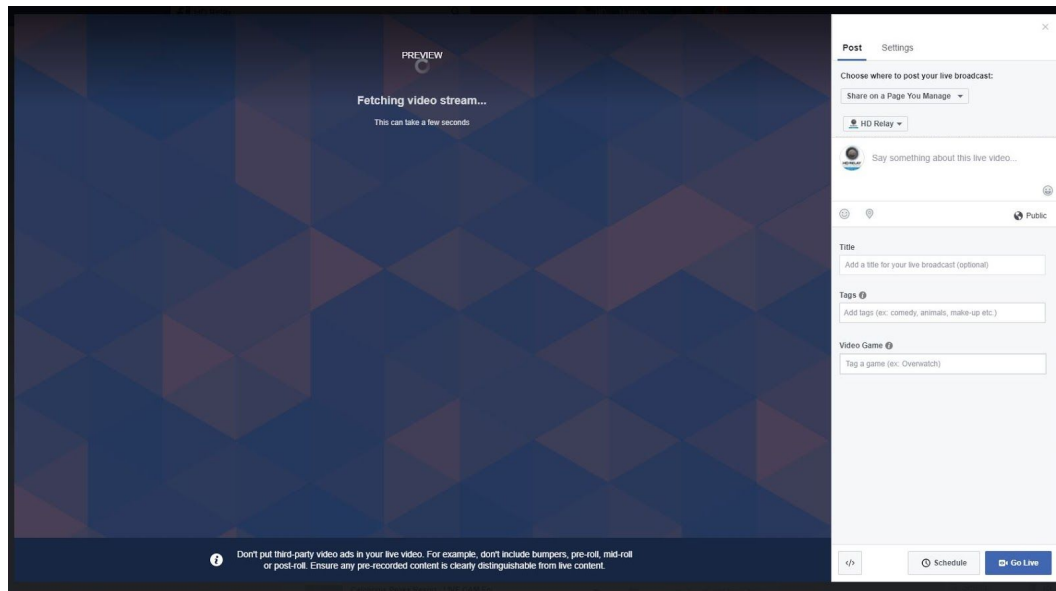 PREVIEW
Fetching video stream...
This can take a few seconds
Don't put third-party video ads in your live video. For example, don't include bumpers, pre-roll, mid-roll
or post-roll. Ensure any pre-recorded content is clearly distinguishable from live content.
Post
Settings
Choose where to post your live broadcast:
Share on a Page You Manage
HD Relay
Say something about this live video...
Public
Title
Add a title for your live broadcast (optional)
Tags
Add tags (ex: comedy, animals, make-up etc.)
Video Game
Tag a game (ex: Overwatch)
</>
Schedule
Go Live